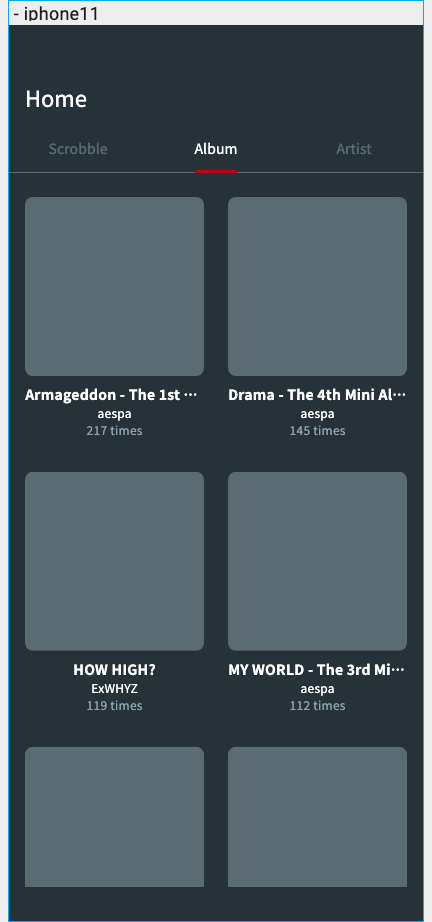 - iphone11
Home
Scrobble Album Artist
Armageddon - The 1st ⋯
aespa
217 times
Drama - The 4th Mini Al⋯
aespa
145 times
HOW HIGH?
ExWHYZ
119 times
MY WORLD - The 3rd Mi⋯
aespa
112 times